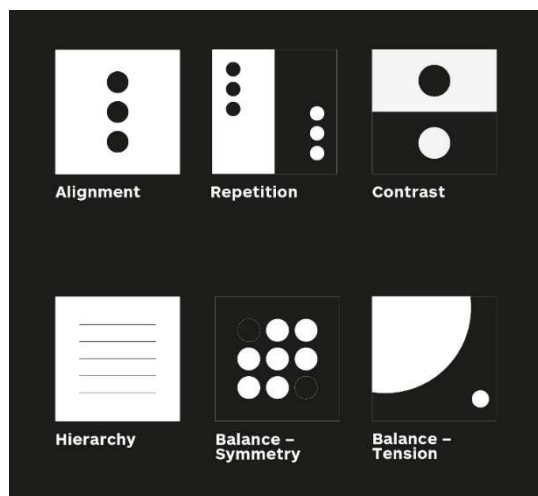 Alignment
Repetition
Contrast
Hierarchy
Balance –
Symmetry
Balance –
Tension